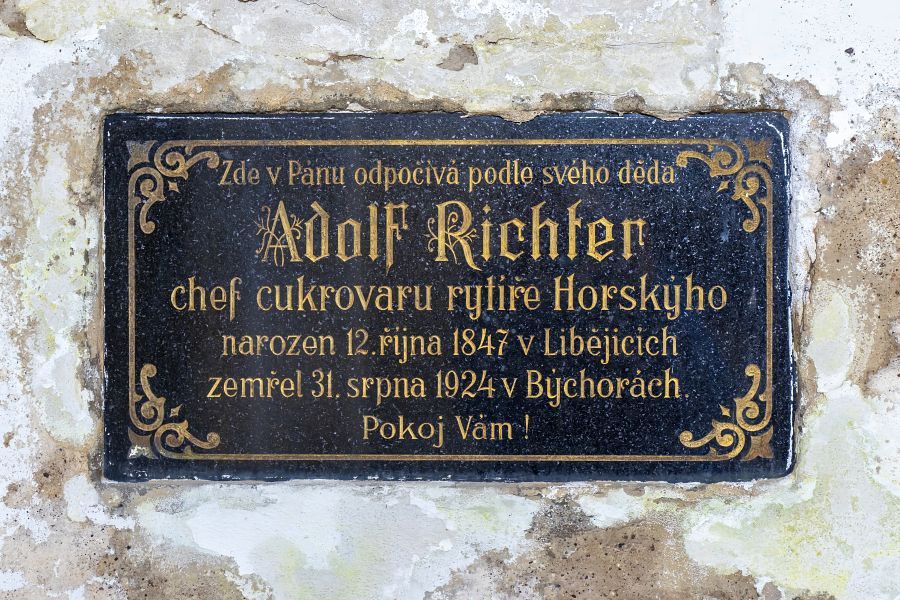 Zde v Pánu odpočívá podle svého děda
Adolf Richter
chef cukrovaru rytíře Horskýho
narozen 12. října 1847 v Libějicích
zemřel 31. srpna 1924 v Býchorách.
Pokoj Vám!